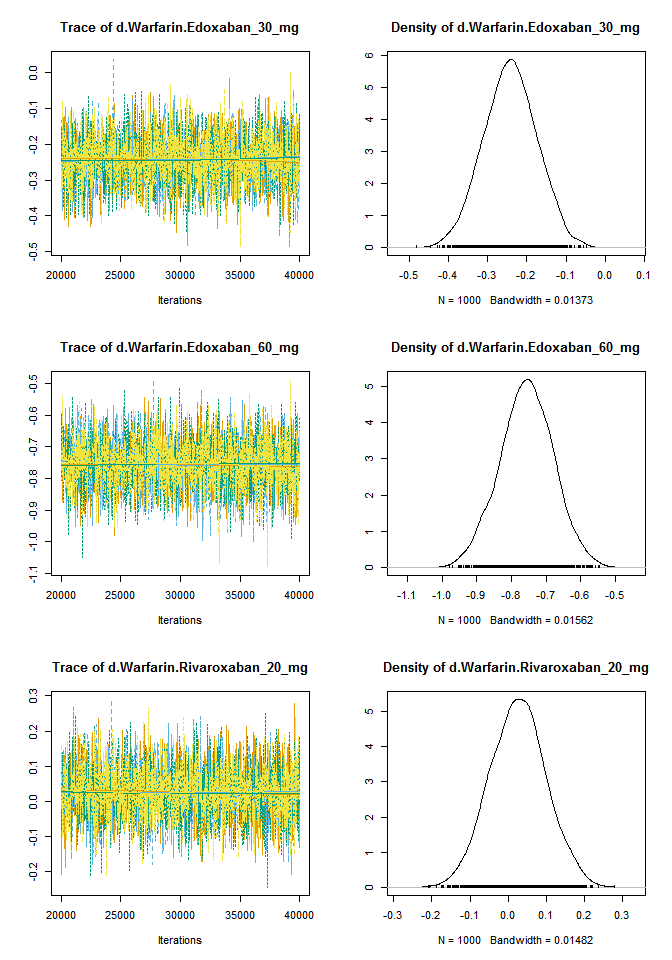 Trace of d.Warfarin.Edoxaban_30_mg
0.0
-0.1
-0.2
-0.3
-0.4
-0.5
20000 25000 30000 35000 40000
Iterations
Density of d.Warfarin.Edoxaban_30_mg
6
5
4
3
2
1
0
-0.5 -0.4 -0.3 -0.2 -0.1 0.0 0.1
N = 1000 Bandwidth = 0.01373
Trace of d.Warfarin.Edoxaban_60_mg
-0.5
-0.6
-0.7
-0.8
-0.9
-1.0
-1.1
20000 25000 30000 35000 40000
Iterations
Density of d.Warfarin.Edoxaban_60_mg
5
4
3
2
1
0
-1.1 -1.0 -0.9 -0.8 -0.7 -0.6 -0.5
N = 1000 Bandwidth = 0.01562
Trace of d.Warfarin.Rivaroxaban_20_mg
0.3
0.2
0.1
0.0
-0.1
-0.2
20000 25000 30000 35000 40000
Iterations
Density of d.Warfarin.Rivaroxaban_20_mg
5
4
3
2
1
0
-0.3 -0.2 -0.1 0.0 0.1 0.2 0.3
N = 1000 Bandwidth = 0.01482